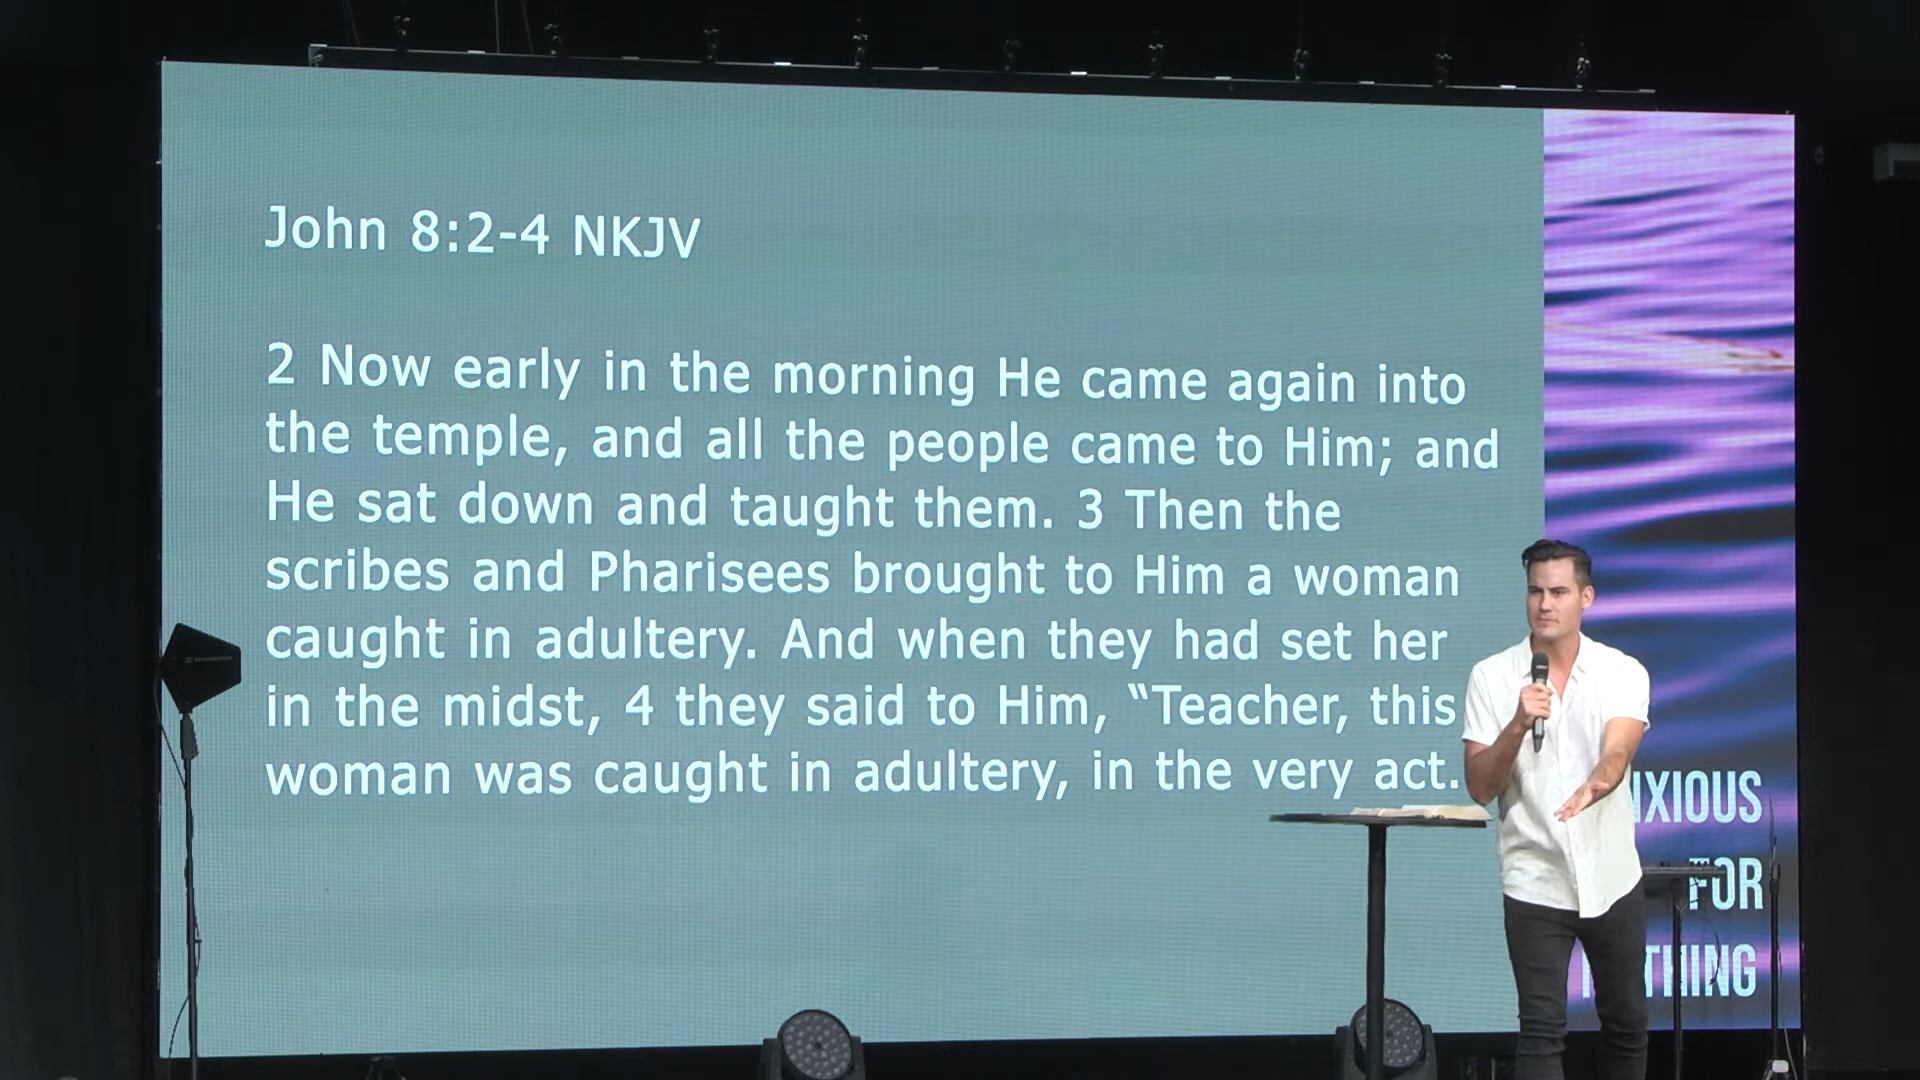 John 8:2-4 NKJV
2 Now early in the morning He came again into
the temple, and all the people came to Him; and
He sat down and taught them. 3 Then the
scribes and Pharisees brought to Him a woman
caught in adultery. And when they had set her
in the midst, 4 they said to Him, “Teacher, this
woman was caught in adultery, in the very act.
FOR